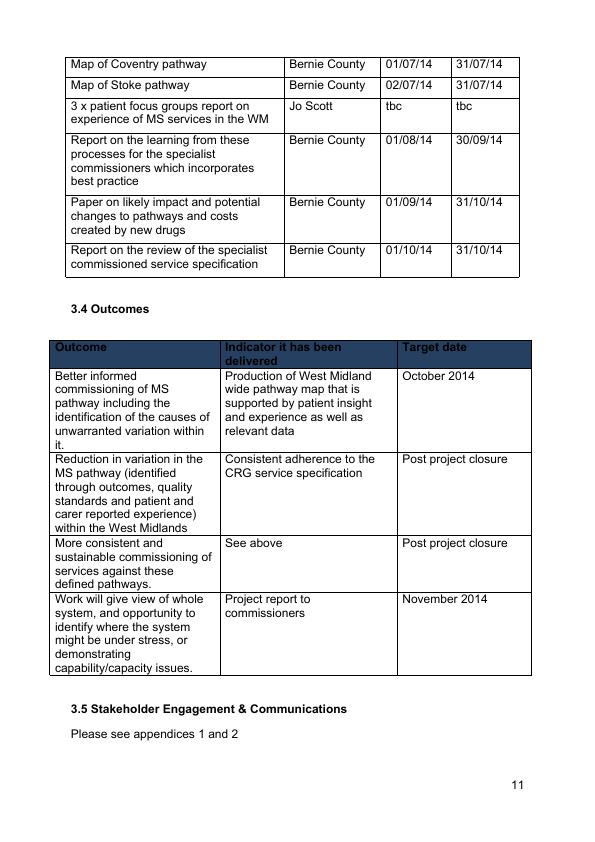 Map of Coventry pathway Bernie County 01/07/14 31/07/14
Map of Stoke pathway Bernie County 02/07/14 31/07/14
3 x patient focus groups report on Jo Scott tbc tbc
experience of MS services in the WM
Report on the learning from these Bernie County 01/08/14 30/09/14
processes for the specialist
commissioners which incorporates
best practice
Paper on likely impact and potential Bernie County 01/09/14 31/10/14
changes to pathways and costs
created by new drugs
Report on the review of the specialist Bernie County 01/10/14 31/10/14
commissioned service specification
3.4 Outcomes
Outcome Indicator it has been Target date
delivered
Better informed Production of West Midland October 2014
commissioning of MS wide pathway map that is
pathway including the supported by patient insight
identification of the causes of and experience as well as
unwarranted variation within relevant data
it.
Reduction in variation in the Consistent adherence to the Post project closure
MS pathway (identified CRG service specification
through outcomes, quality
standards and patient and
carer reported experience)
within the West Midlands
More consistent and See above Post project closure
sustainable commissioning of
services against these
defined pathways.
Work will give view of whole Project report to November 2014
system, and opportunity to commissioners
identify where the system
might be under stress, or
demonstrating
capability/capacity issues.
3.5 Stakeholder Engagement & Communications
Please see appendices 1 and 2
11